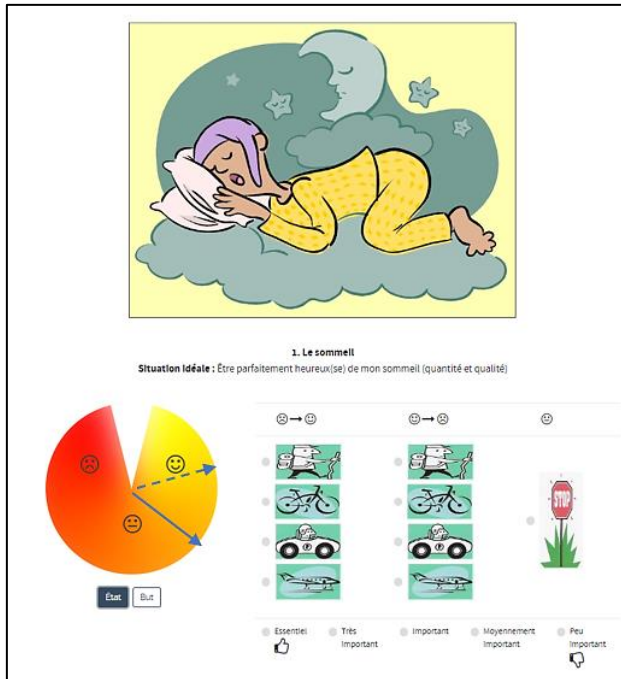 1. Le sommeil
Situation Idéale : Être parfaitement heureux(se) de mon sommeil (quantité et qualité)
STOP
État
But
Essentiel
Très
Important
Important
Moyennement
Important
Peu
Important